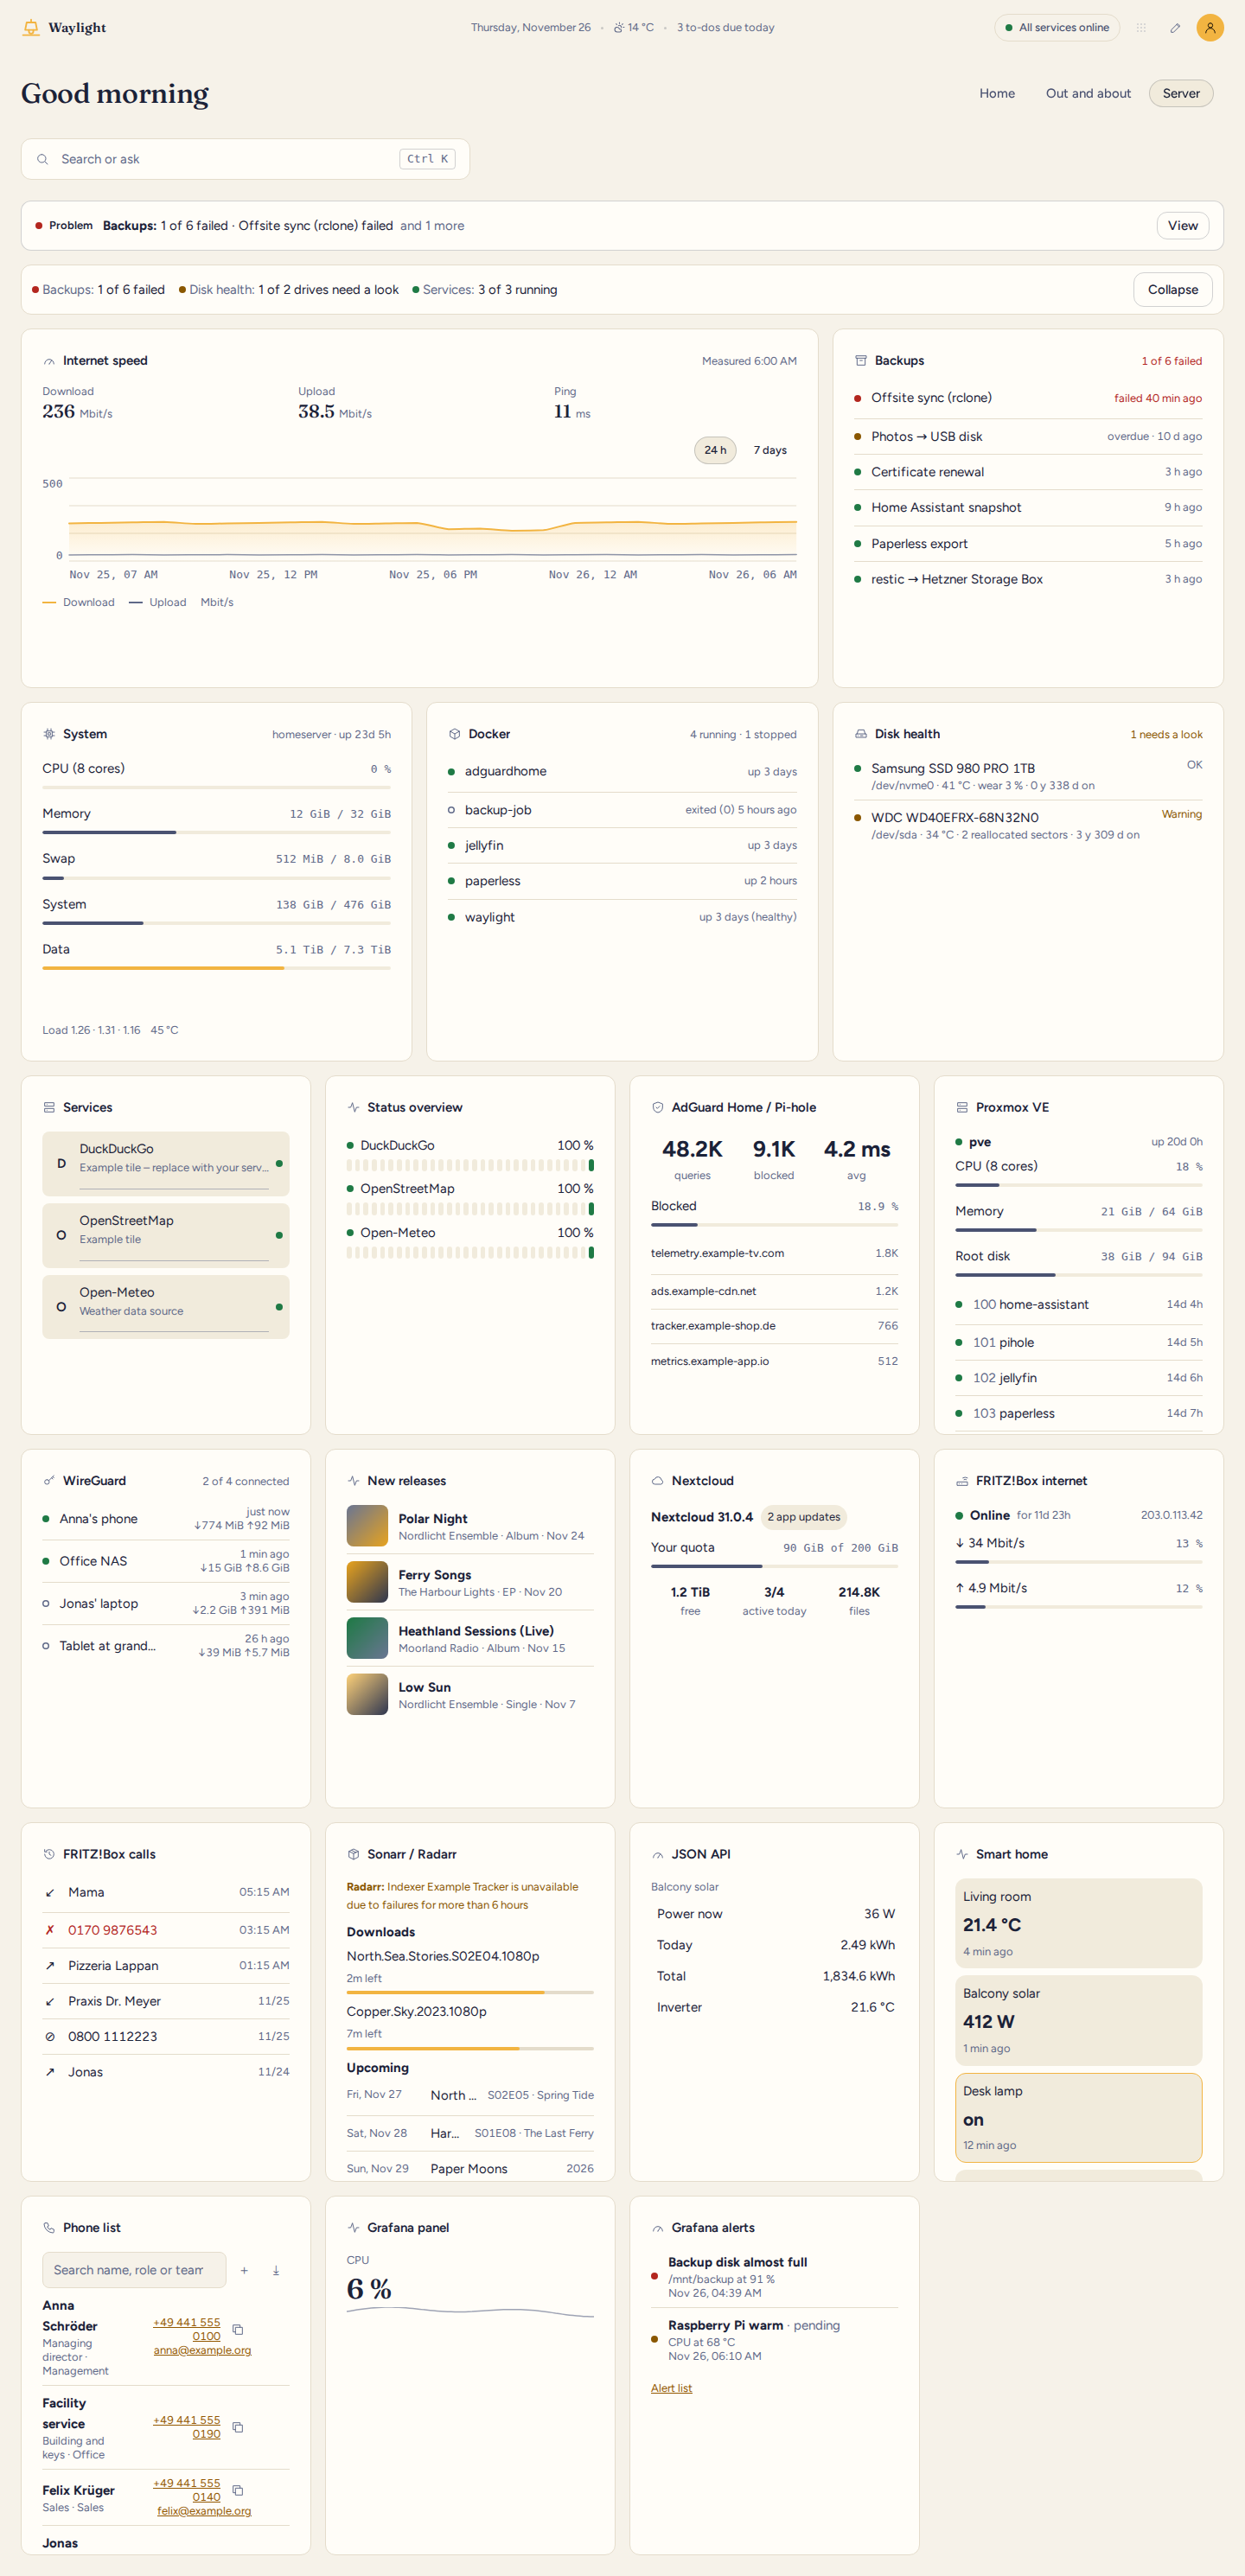 Waylight
Thursday, November 26 · 14 °C · 3 to-dos due today
All services online
Good morning
Home Out and about Server
Search or ask Ctrl K
Problem Backups: 1 of 6 failed · Offsite sync (rclone) failed and 1 more View
Backups: 1 of 6 failed Disk health: 1 of 2 drives need a look Services: 3 of 3 running Collapse
Internet speed Measured 6:00 AM
Download Upload Ping
236 Mbit/s 38.5 Mbit/s 11 ms
24 h 7 days
500
0
Nov 25, 07 AM Nov 25, 12 PM Nov 25, 06 PM Nov 26, 12 AM Nov 26, 06 AM
Download Upload Mbit/s
Backups 1 of 6 failed
Offsite sync (rclone) failed 40 min ago
Photos → USB disk overdue · 10 d ago
Certificate renewal 3 h ago
Home Assistant snapshot 9 h ago
Paperless export 5 h ago
restic → Hetzner Storage Box 3 h ago
System homeserver · up 23d 5h
CPU (8 cores) 0 %
Memory 12 GiB / 32 GiB
Swap 512 MiB / 8.0 GiB
System 138 GiB / 476 GiB
Data 5.1 TiB / 7.3 TiB
Load 1.26 · 1.31 · 1.16 45 °C
Docker 4 running · 1 stopped
adguardhome up 3 days
backup-job exited (0) 5 hours ago
jellyfin up 3 days
paperless up 2 hours
waylight up 3 days (healthy)
Disk health 1 needs a look
Samsung SSD 980 PRO 1TB OK
/dev/nvme0 · 41 °C · wear 3 % · 0 y 338 d on
WDC WD40EFRX-68N32N0 Warning
/dev/sda · 34 °C · 2 reallocated sectors · 3 y 309 d on
Services
D DuckDuckGo
Example tile – replace with your serv...
O OpenStreetMap
Example tile
O Open-Meteo
Weather data source
Status overview
DuckDuckGo 100 %
OpenStreetMap 100 %
Open-Meteo 100 %
AdGuard Home / Pi-hole
48.2K 9.1K 4.2 ms
queries blocked avg
Blocked 18.9 %
telemetry.example-tv.com 1.8K
ads.example-cdn.net 1.2K
tracker.example-shop.de 766
metrics.example-app.io 512
Proxmox VE
pve up 20d 0h
CPU (8 cores) 18 %
Memory 21 GiB / 64 GiB
Root disk 38 GiB / 94 GiB
100 home-assistant 14d 4h
101 pihole 14d 5h
102 jellyfin 14d 6h
103 paperless 14d 7h
WireGuard 2 of 4 connected
Anna's phone just now
↓774 MiB ↑92 MiB
Office NAS 1 min ago
↓15 GiB ↑8.6 GiB
Jonas' laptop 3 min ago
↓2.2 GiB ↑391 MiB
Tablet at grand... 26 h ago
↓39 MiB ↑5.7 MiB
New releases
Polar Night
Nordlicht Ensemble · Album · Nov 24
Ferry Songs
The Harbour Lights · EP · Nov 20
Heathland Sessions (Live)
Moorland Radio · Album · Nov 15
Low Sun
Nordlicht Ensemble · Single · Nov 7
Nextcloud
Nextcloud 31.0.4 2 app updates
Your quota 90 GiB of 200 GiB
1.2 TiB 3/4 214.8K
free active today files
FRITZ!Box internet
Online for 11d 23h 203.0.113.42
↓ 34 Mbit/s 13 %
↑ 4.9 Mbit/s 12 %
FRITZ!Box calls
↙ Mama 05:15 AM
✗ 0170 9876543 03:15 AM
↗ Pizzeria Lappan 01:15 AM
↙ Praxis Dr. Meyer 11/25
⊘ 0800 1112223 11/25
↗ Jonas 11/24
Sonarr / Radarr
Radarr: Indexer Example Tracker is unavailable
due to failures for more than 6 hours
Downloads
North.Sea.Stories.S02E04.1080p
2m left
Copper.Sky.2023.1080p
7m left
Upcoming
Fri, Nov 27 North ... S02E05 · Spring Tide
Sat, Nov 28 Har... S01E08 · The Last Ferry
Sun, Nov 29 Paper Moons 2026
JSON API
Balcony solar
Power now 36 W
Today 2.49 kWh
Total 1,834.6 kWh
Inverter 21.6 °C
Smart home
Living room
21.4 °C
4 min ago
Balcony solar
412 W
1 min ago
Desk lamp
on
12 min ago
Phone list
Search name, role or team +
Anna
Schröder
Managing
director ·
Management
+49 441 555
0100
anna@example.org
Facility
service
Building and
keys · Office
+49 441 555
0190
Felix Krüger
Sales · Sales
+49 441 555
0140
felix@example.org
Jonas
Grafana panel
CPU
6 %
Grafana alerts
Backup disk almost full
/mnt/backup at 91 %
Nov 26, 04:39 AM
Raspberry Pi warm · pending
CPU at 68 °C
Nov 26, 06:10 AM
Alert list